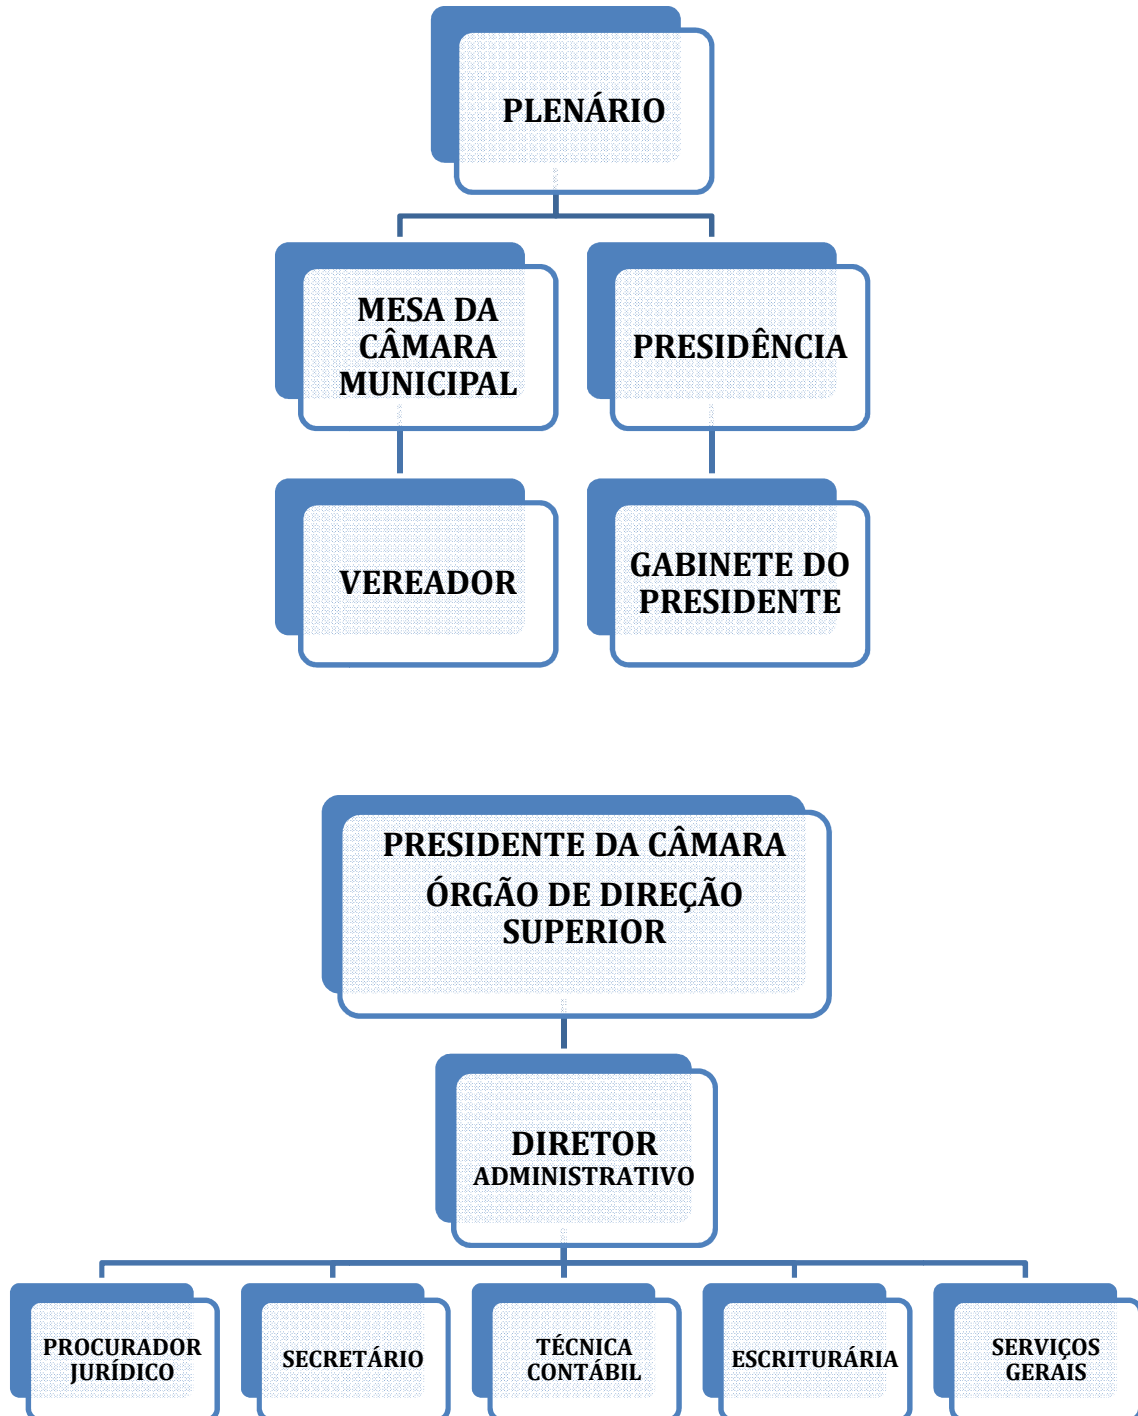 PLENÁRIO
MESA DA
CÂMARA
MUNICIPAL
PRESIDÊNCIA
VEREADOR
GABINETE DO
PRESIDENTE
PRESIDENTE DA CÂMARA
ÓRGÃO DE DIREÇÃO
SUPERIOR
DIRETOR
ADMINISTRATIVO
PROCURADOR
JURÍDICO
SECRETÁRIO
TÉCNICA
CONTÁBIL
ESCRITURÁRIA
SERVIÇOS
GERAIS